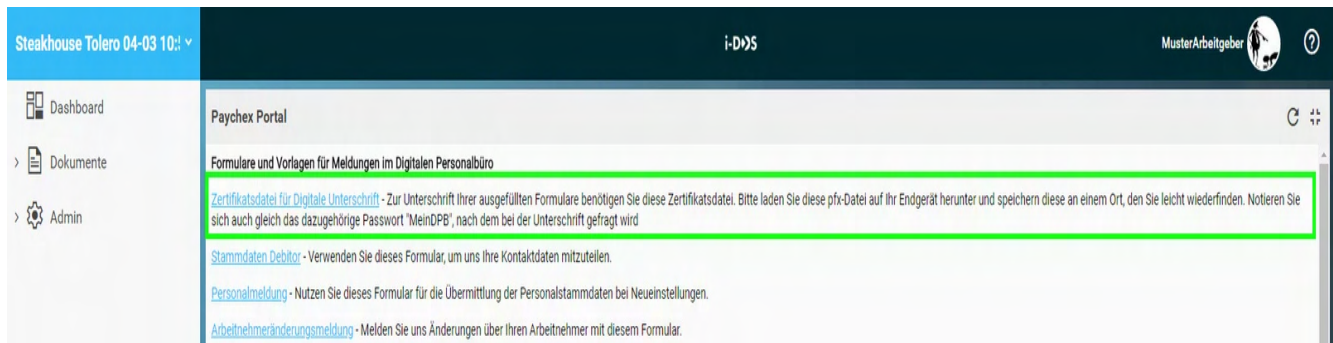 Steakhouse Tolero 04-03 10:
i-DOS
MusterArbeitgeber
Dashboard
Dokumente
Admin
Paychex Portal
Formulare und Vorlagen für Meldungen im Digitalen Personalbüro
Zertifikatsdatei für Digitale Unterschrift - Zur Unterschrift Ihrer ausgefüllten Formulare benötigen Sie diese Zertifikatsdatei. Bitte laden Sie diese pfx-Datei auf Ihr Endgerät herunter und speichern diese an einem Ort, den Sie leicht wiederfinden. Notieren Sie
sich auch gleich das dazugehörige Passwort "MeinDPB", nach dem bei der Unterschrift gefragt wird
Stammdaten Debitor - Verwenden Sie dieses Formular, um uns Ihre Kontaktdaten mitzuteilen.
Personalmeldung - Nutzen Sie dieses Formular für die Übermittlung der Personalstammdaten bei Neueinstellungen.
Arbeitnehmeränderungsmeldung - Melden Sie uns Änderungen über Ihren Arbeitnehmer mit diesem Formular.